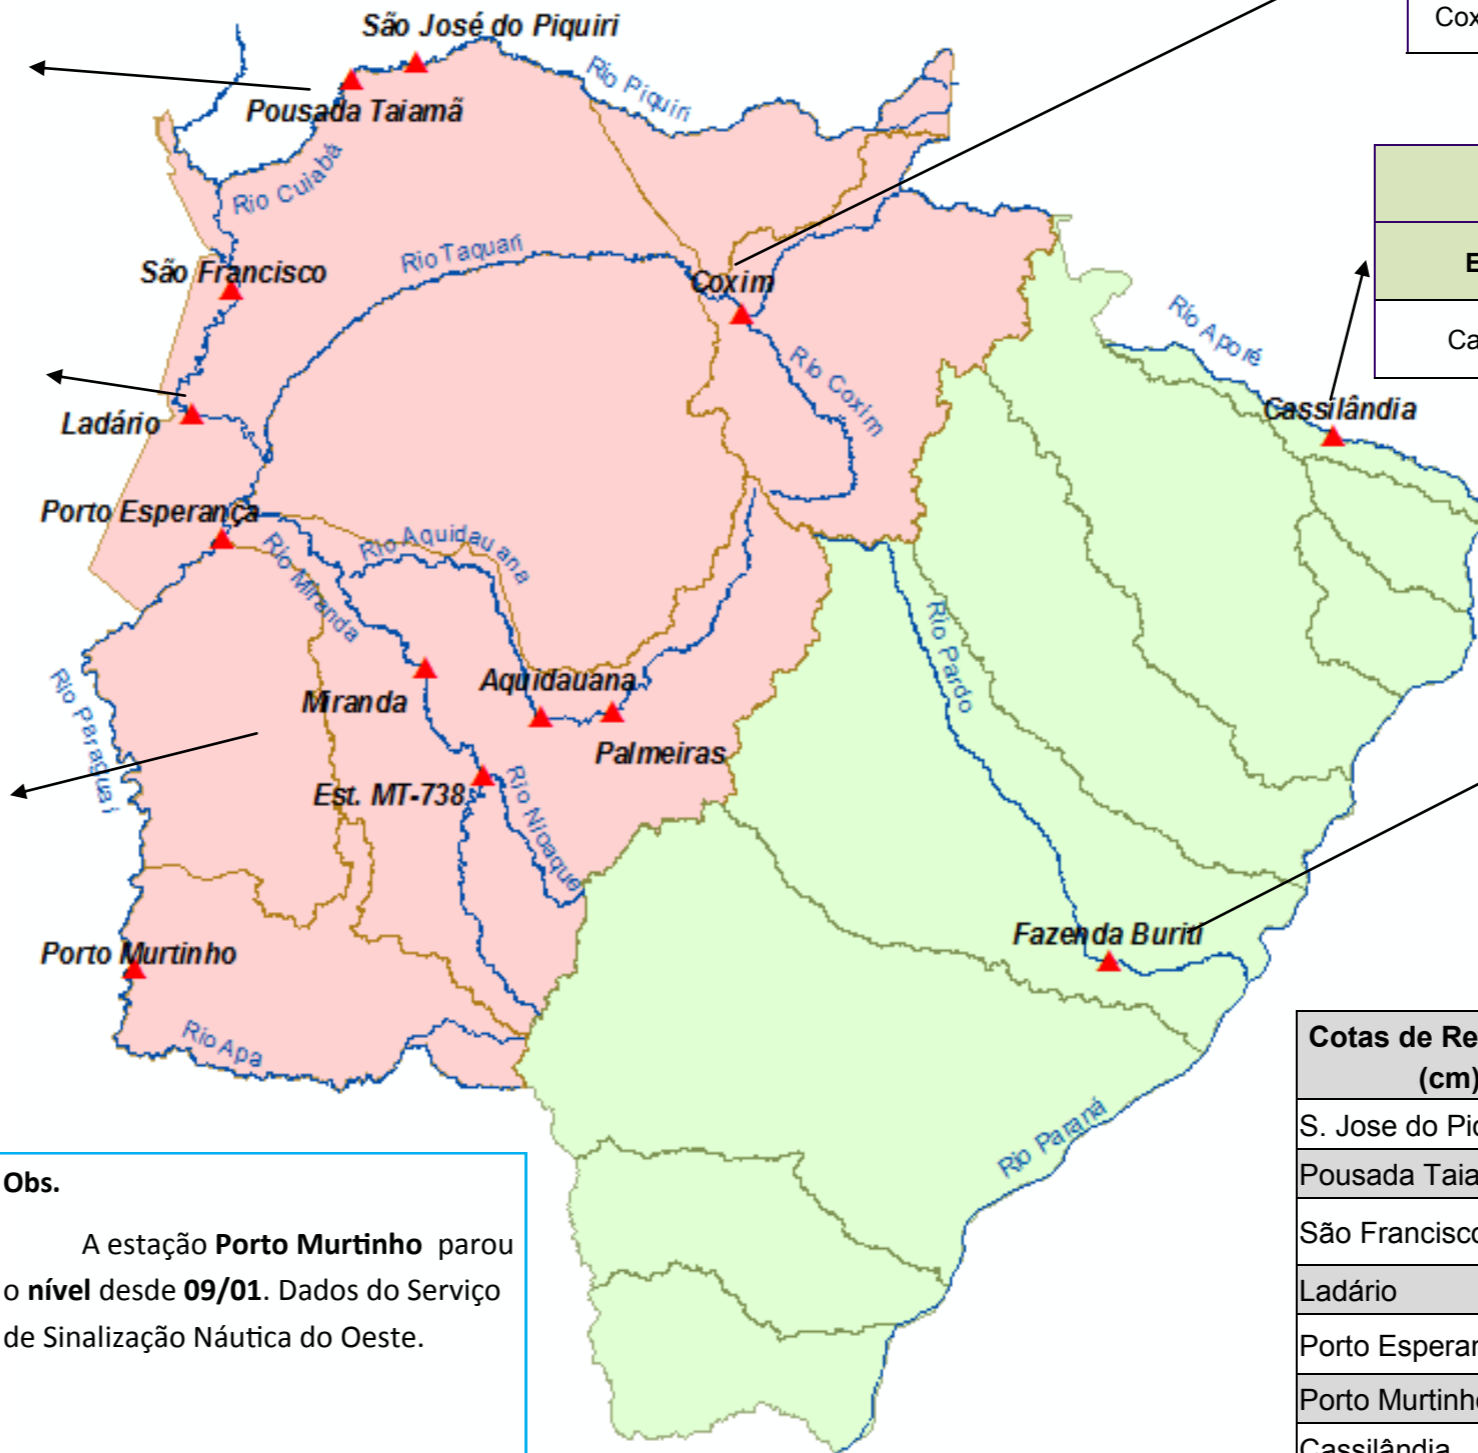 São José do Piquiri
Cox
Rio Piquiri
Pousada Taiamã
Rio Cuiabá
Rio Taquari
São Francisco
Coxim
E
Rio Aporé
Ca
Rio Coxim
Ladário
Cassilândia
Porto Esperança
Rio Aquidauana
Rio Miranda
Rio Pardo
Rio Paraguai
Aquidauana
Miranda
Palmeiras
Est. MT-738
Rio Nioaque
Fazenda Buriti
Porto Murtinho
Rio Apa
Rio Paraná
Obs.
A estação Porto Murtinho parou
o nível desde 09/01. Dados do Serviço
de Sinalização Náutica do Oeste.
Cotas de Re
(cm)
S. Jose do Pi
Pousada Taia
São Francisco
Ladário
Porto Esperan
Porto Murtinho
Cassilândia